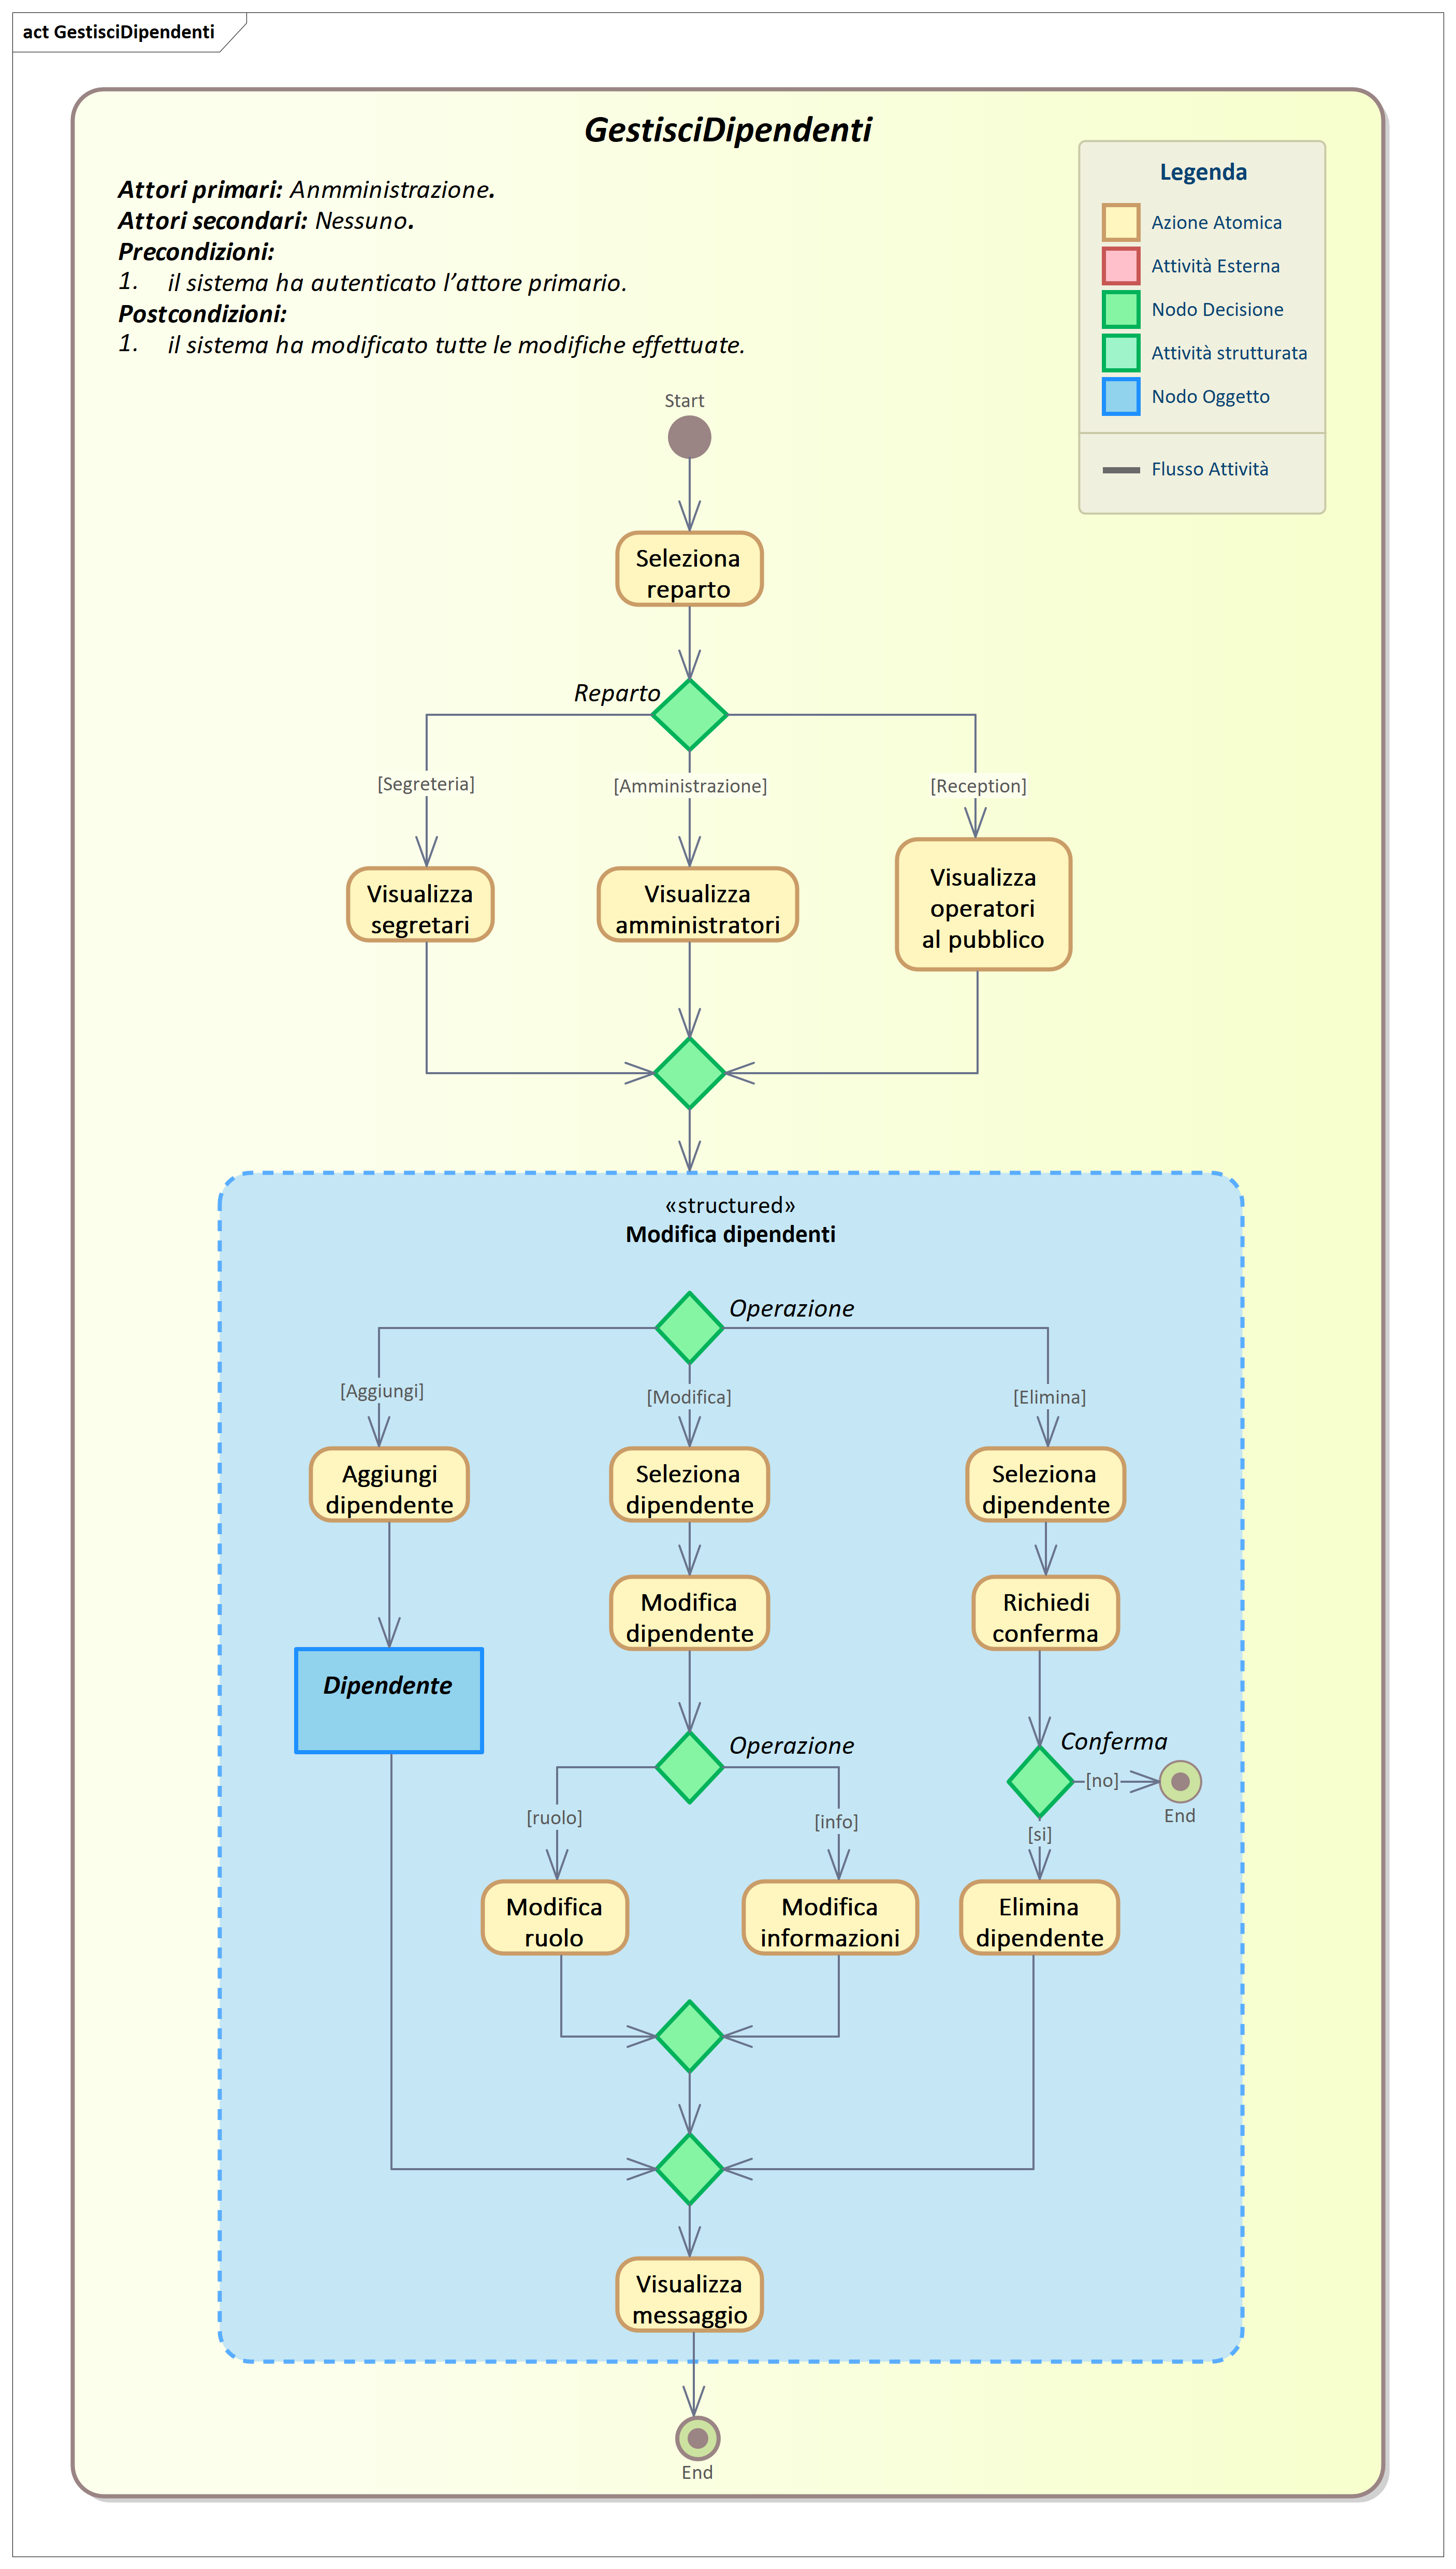 act GestisciDipendenti
GestisciDipendenti
Attori primari: Anmministrazione.
Attori secondari: Nessuno.
Precondizioni:
1. il sistema ha autenticato l’attore primario.
Postcondizioni:
1. il sistema ha modificato tutte le modifiche effettuate.
Legenda
Azione Atomica
Attività Esterna
Nodo Decisione
Attività strutturata
Nodo Oggetto
Flusso Attività
Start
Seleziona
reparto
Reparto
[Segreteria]
[Amministrazione]
[Reception]
Visualizza
segretari
Visualizza
amministratori
Visualizza
operatori
al pubblico
«structured»
Modifica dipendenti
Operazione
[Aggiungi]
[Modifica]
[Elimina]
Aggiungi
dipendente
Seleziona
dipendente
Seleziona
dipendente
Modifica
dipendente
Richiedi
conferma
Dipendente
Operazione
Conferma
[no]
End
[ruolo]
[info]
[si]
Modifica
ruolo
Modifica
informazioni
Elimina
dipendente
Visualizza
messaggio
End